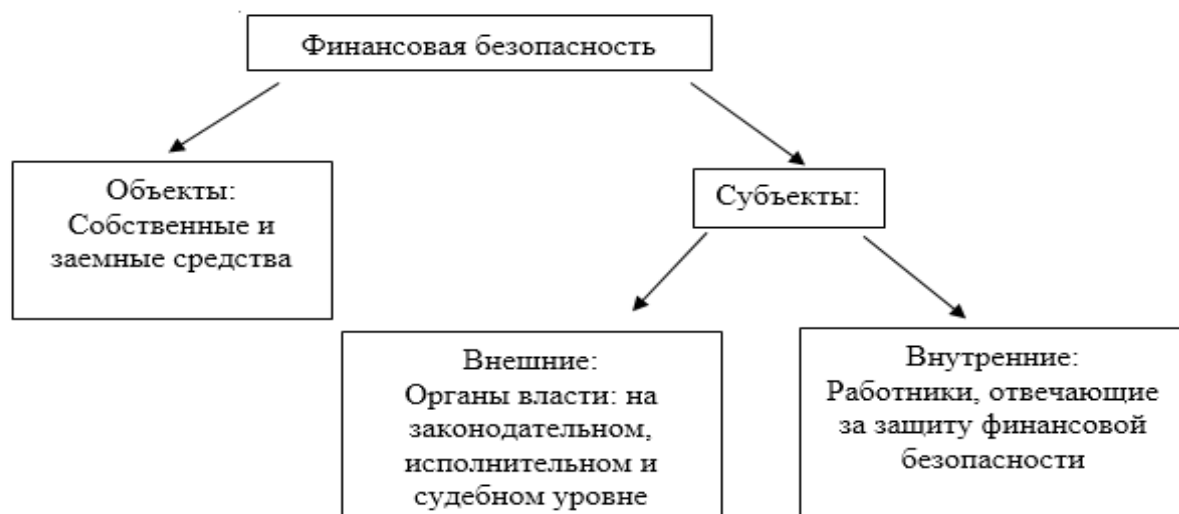 Финансовая безопасность
Объекты:
Собственные и
заемные средства
Субъекты:
Внешние:
Органы власти: на
законодательном,
исполнительном и
судебном уровне
Внутренние:
Работники, отвечающие
за защиту финансовой
безопасности